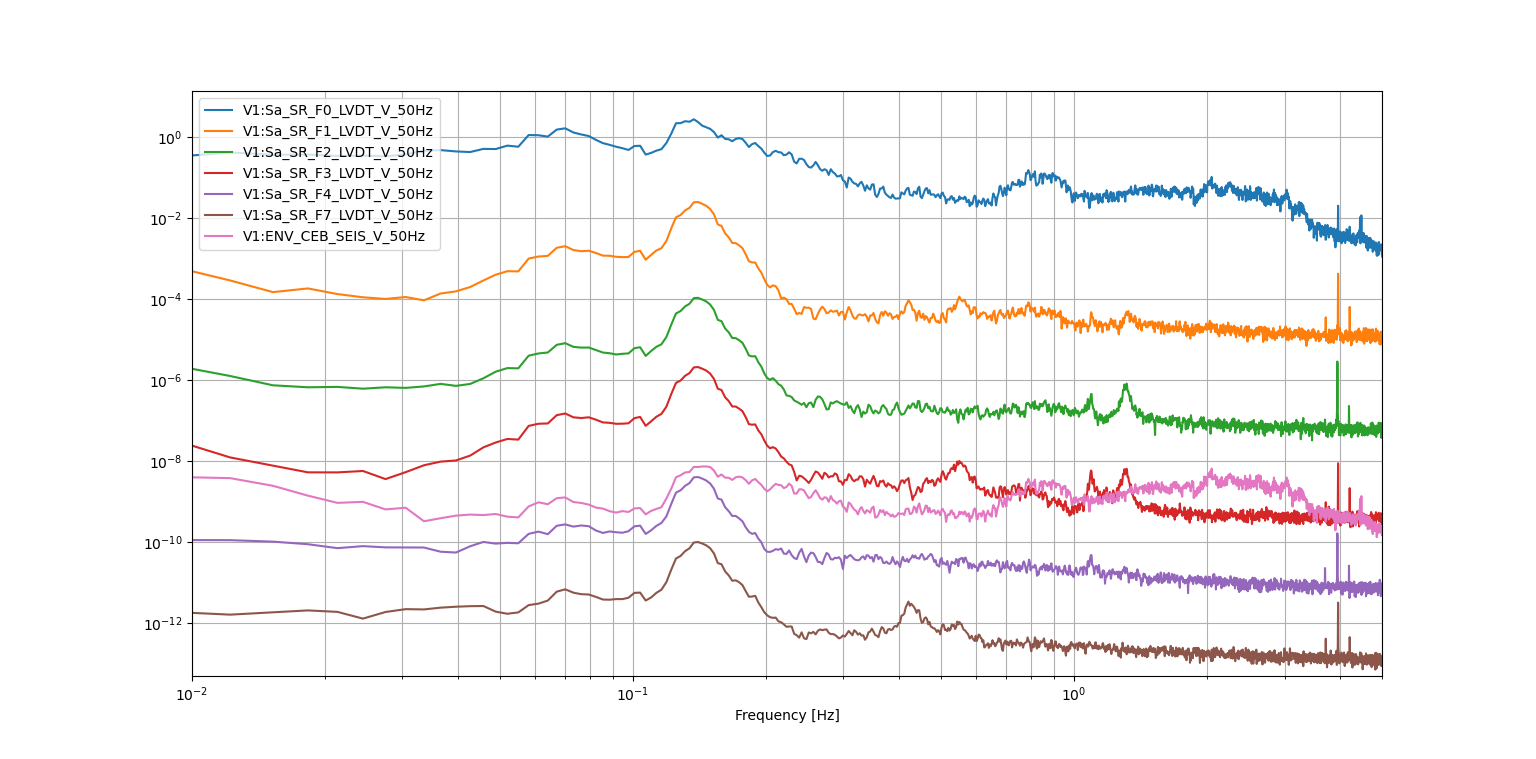 V1:Sa_SR_F0_LVDT_V_50Hz
V1:Sa_SR_F1_LVDT_V_50Hz
V1:Sa_SR_F2_LVDT_V_50Hz
V1:Sa_SR_F3_LVDT_V_50Hz
V1:Sa_SR_F4_LVDT_V_50Hz
V1:Sa_SR_F7_LVDT_V_50Hz
V1:ENV_CEB_SEIS_V_50Hz
10⁰
10⁻²
10⁻⁴
10⁻⁶
10⁻⁸
10⁻¹⁰
10⁻¹²
10⁻² 10⁻¹ 10⁰
Frequency [Hz]